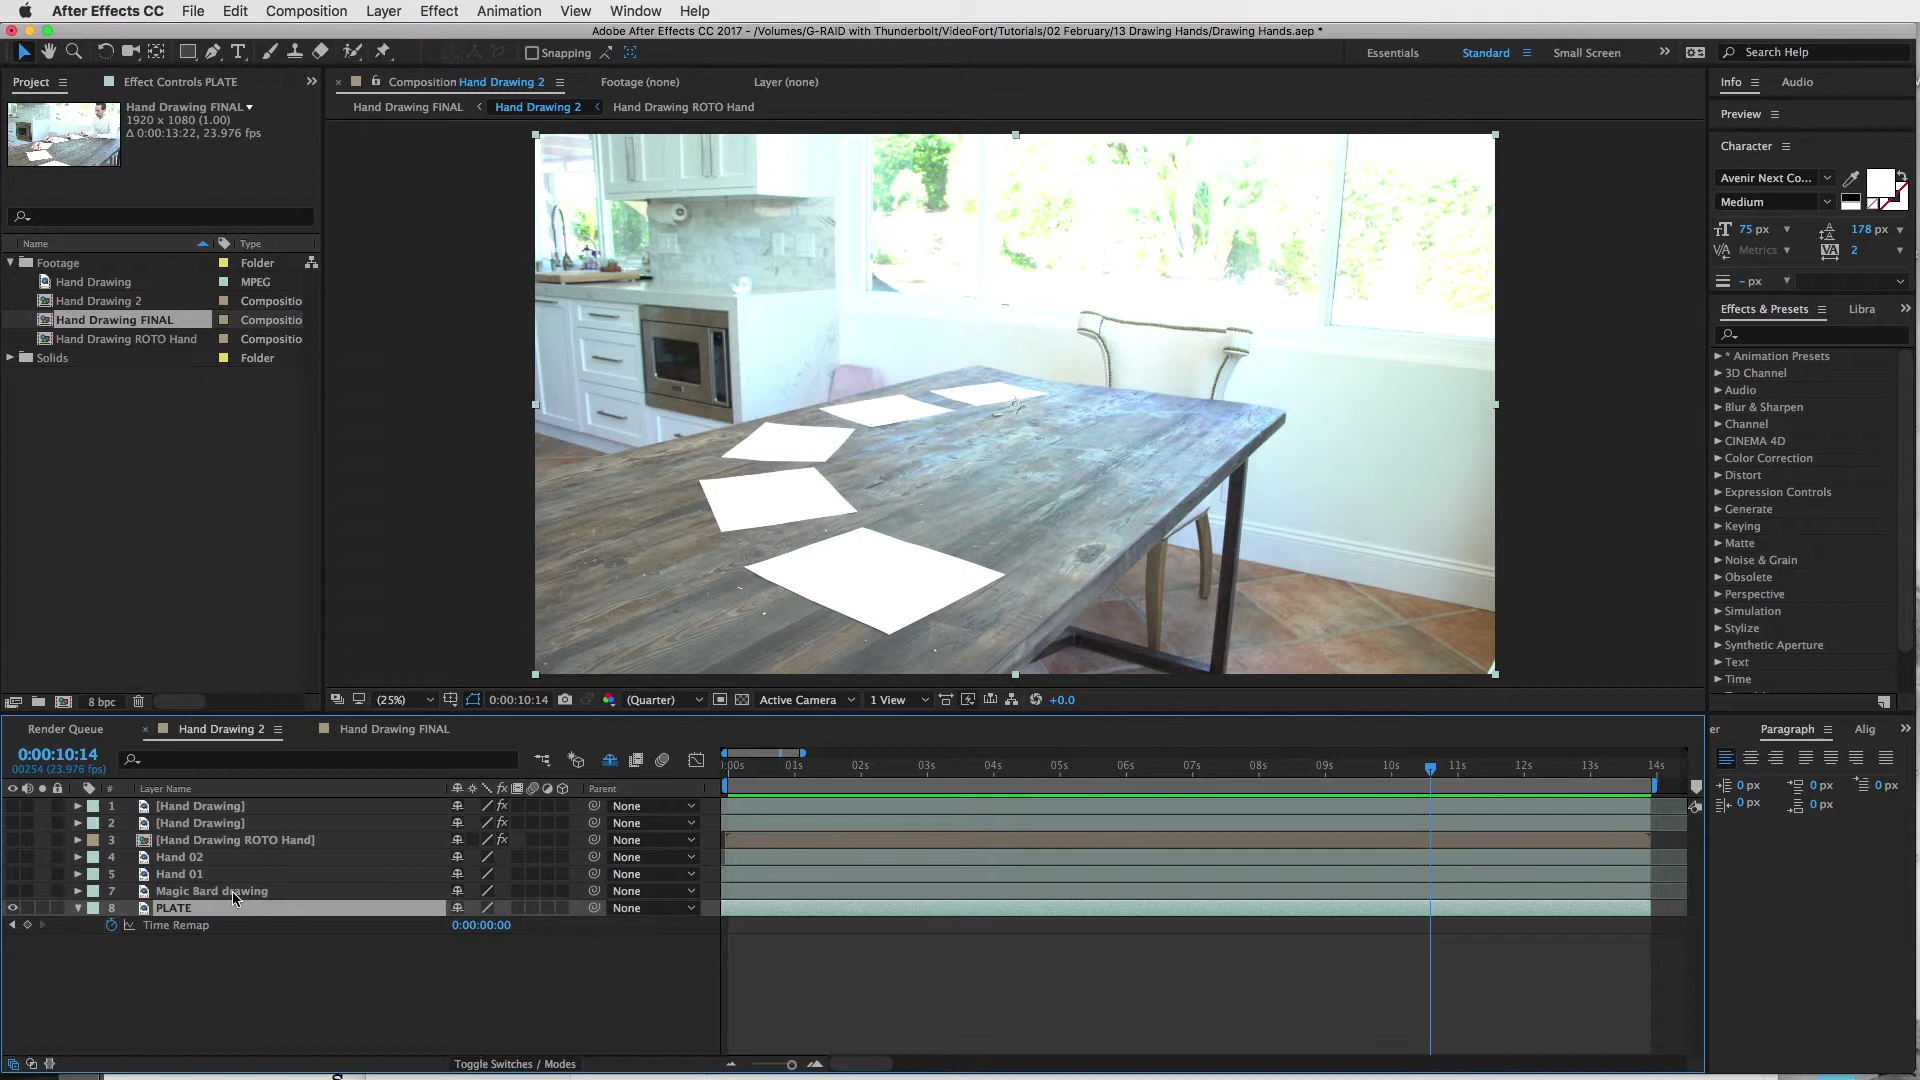 After Effects CC File Edit Composition Layer Effect Animation View Window Help
Adobe After Effects CC 2017 - /Volumes/G-RAID with Thunderbolt/VideoFort/Tutorials/02 February/13 Drawing Hands/Drawing Hands.aep *
Snapping Essentials Standard Small Screen Search Help
Project Effect Controls PLATE
Composition Hand Drawing 2 Footage (none) Layer (none)
Info Audio
Hand Drawing FINAL
1920 x 1080 (1.00)
Δ 0:00:13:22, 23.976 fps
Hand Drawing FINAL Hand Drawing 2 Hand Drawing ROTO Hand
Preview
Character
Avenir Next Co...
Medium
75 px 178 px
Metrics 2
- px
Name Type
Footage Folder
Hand Drawing MPEG
Hand Drawing 2 Compositio
Hand Drawing FINAL Compositio
Hand Drawing ROTO Hand Compositio
Solids Folder
Effects & Presets Libra
* Animation Presets
3D Channel
Audio
Blur & Sharpen
Channel
CINEMA 4D
Color Correction
Distort
Expression Controls
Generate
Keying
Matte
Noise & Grain
Obsolete
Perspective
Simulation
Stylize
Synthetic Aperture
Text
Time
8 bpc
(25%) 0:00:10:14 (Quarter) Active Camera 1 View +0.0
Render Queue Hand Drawing 2 Hand Drawing FINAL
er Paragraph Alig
0:00:10:14
00254 (23.976 fps)
):00s 01s 02s 03s 04s 05s 06s 07s 08s 09s 10s 11s 12s 13s 14s
# Layer Name Parent
1 [Hand Drawing] None
2 [Hand Drawing] None
3 [Hand Drawing ROTO Hand] None
4 Hand 02 None
5 Hand 01 None
7 Magic Bard drawing None
8 PLATE None
Time Remap 0:00:00:00
0 px 0 px 0 px
0 px 0 px
Toggle Switches / Modes